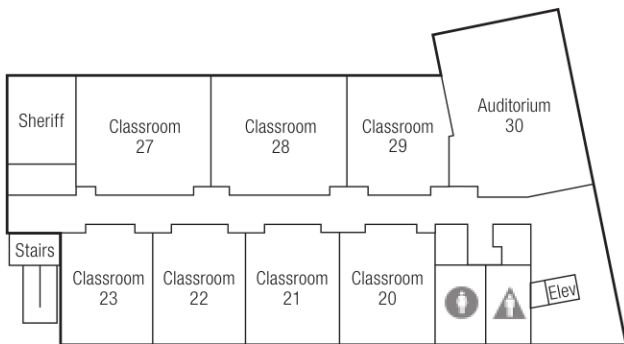 Auditorium
30
Sheriff
Classroom
27
Classroom
28
Classroom
29
Stairs
Classroom
23
Classroom
22
Classroom
21
Classroom
20
Elev